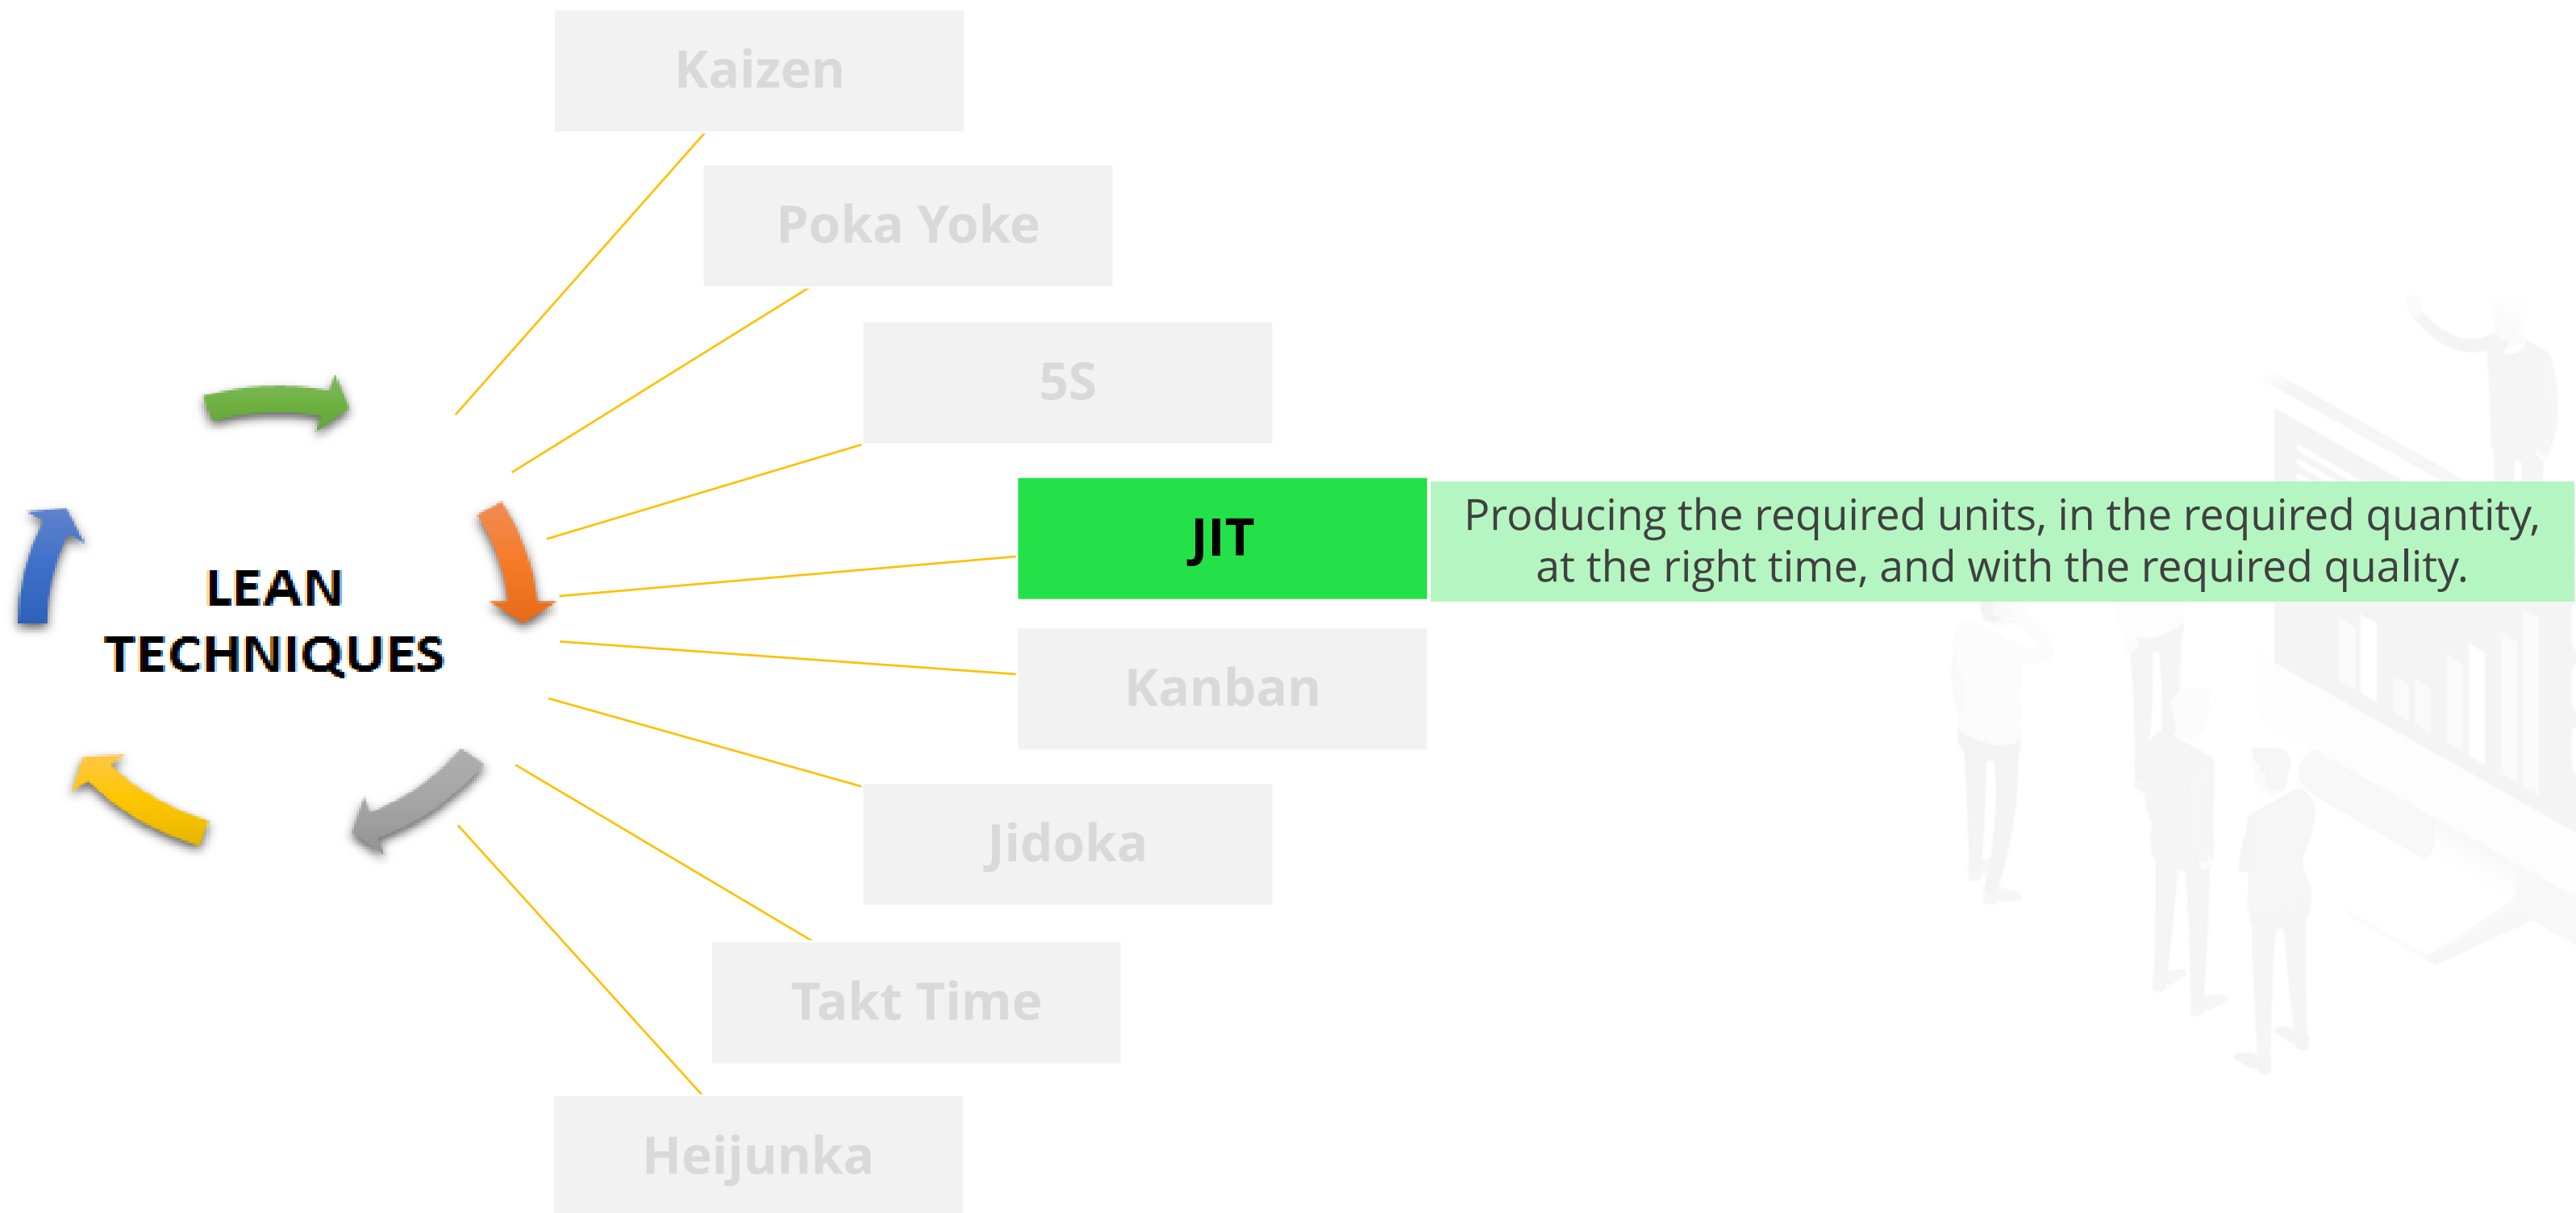 Kaizen
Poka Yoke
5S
JIT
Producing the required units, in the required quantity,
at the right time, and with the required quality.
LEAN
TECHNIQUES
Kanban
Jidoka
Takt Time
Heijunka